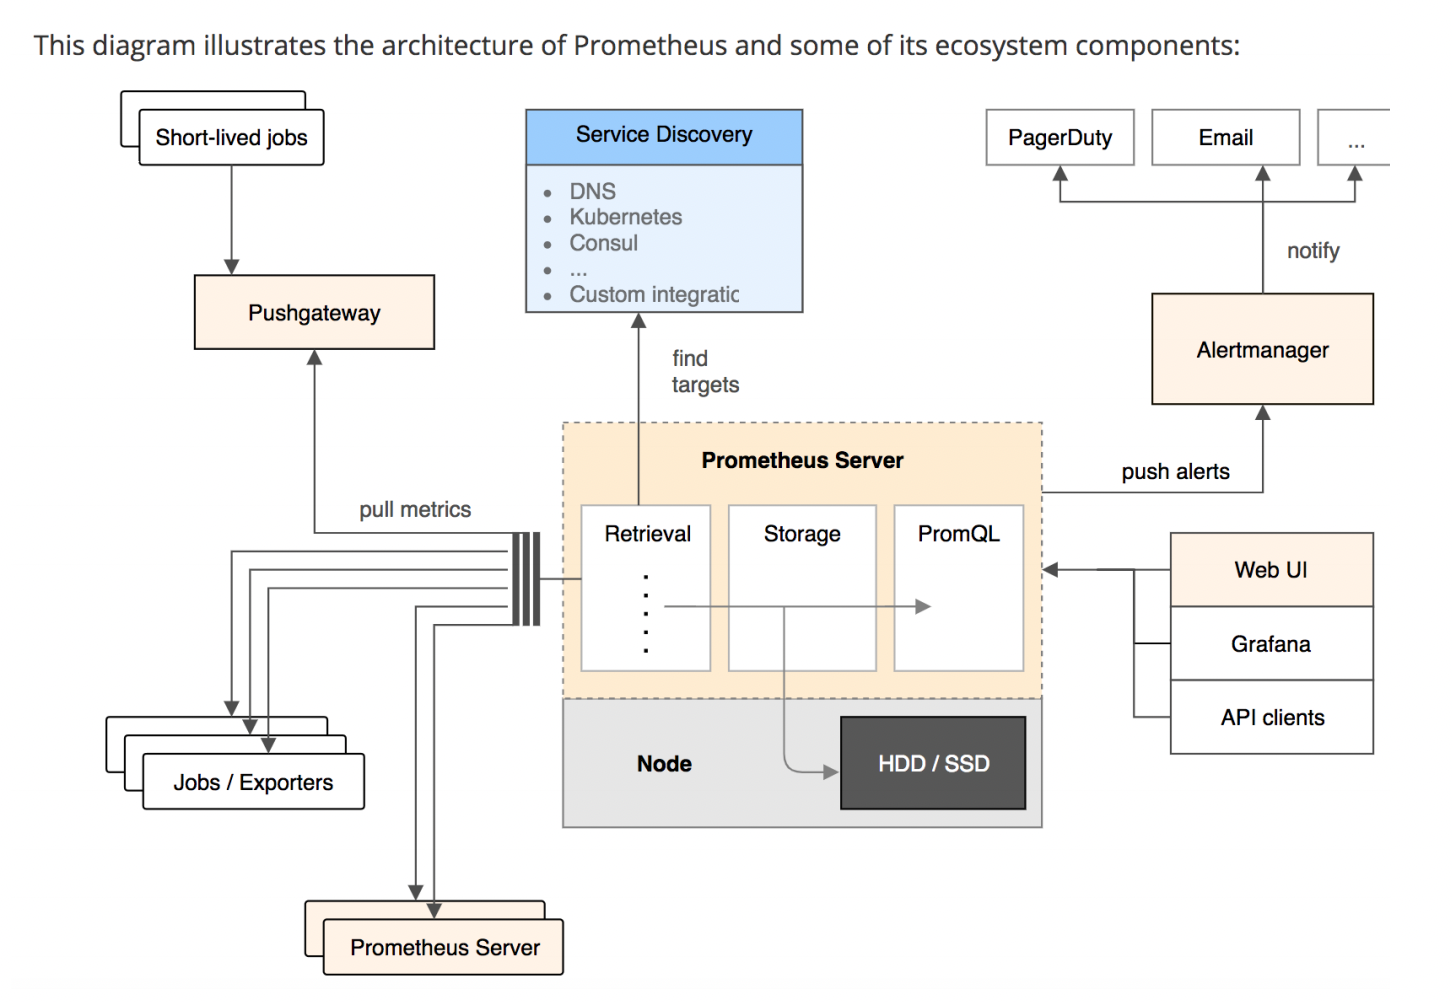 This diagram illustrates the architecture of Prometheus and some of its ecosystem components:
Short-lived jobs
Service Discovery
• DNS
• Kubernetes
• Consul
• ...
• Custom integratic
PagerDuty
Email
...
notify
Pushgateway
Alertmanager
find
targets
Prometheus Server
push alerts
pull metrics
Retrieval
Storage
PromQL
Web UI
Grafana
API clients
Node
HDD / SSD
Jobs / Exporters
Prometheus Server